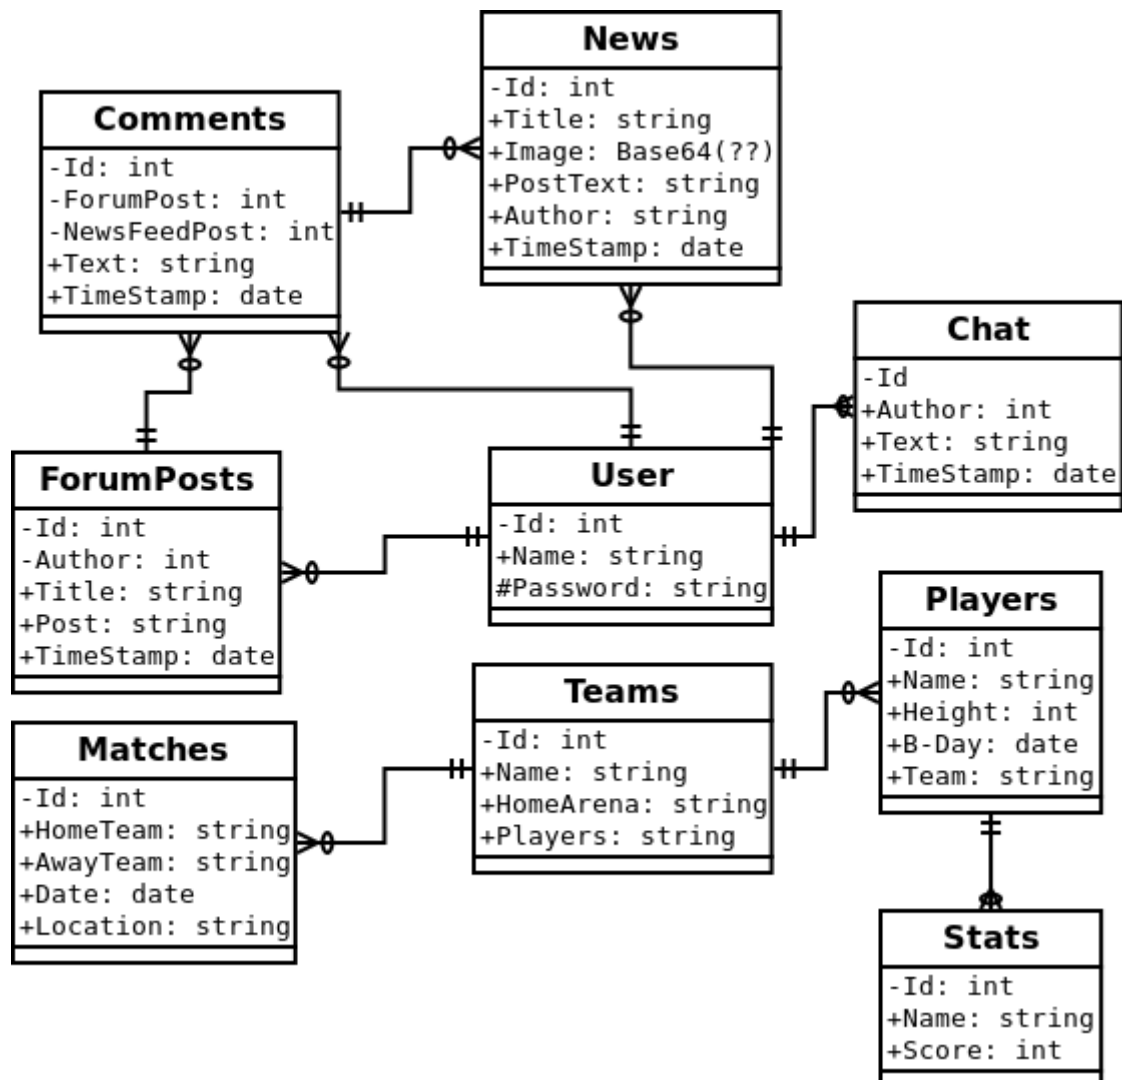 News
-Id: int
+Title: string
+Image: Base64(??)
+PostText: string
+Author: string
+TimeStamp: date
Comments
-Id: int
-ForumPost: int
-NewsFeedPost: int
+Text: string
+TimeStamp: date
Chat
-Id
+Author: int
+Text: string
+TimeStamp: date
ForumPosts
-Id: int
-Author: int
+Title: string
+Post: string
+TimeStamp: date
User
-Id: int
+Name: string
#Password: string
Players
-Id: int
+Name: string
+Height: int
+B-Day: date
+Team: string
Teams
-Id: int
+Name: string
+HomeArena: string
+Players: string
Matches
-Id: int
+HomeTeam: string
+AwayTeam: string
+Date: date
+Location: string
Stats
-Id: int
+Name: string
+Score: int